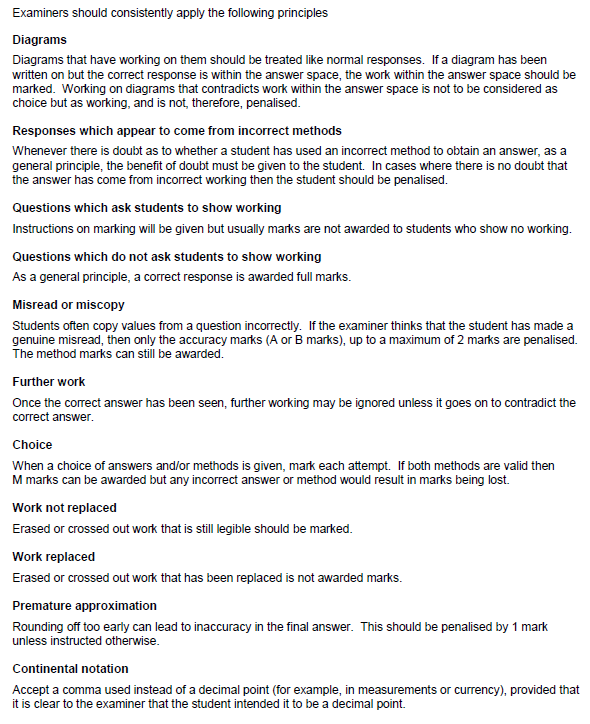 Examiners should consistently apply the following principles
Diagrams
Diagrams that have working on them should be treated like normal responses.  If a diagram has been
written on but the correct response is within the answer space, the work within the answer space should be
marked.  Working on diagrams that contradicts work within the answer space is not to be considered as
choice but as working, and is not, therefore, penalised.
Responses which appear to come from incorrect methods
Whenever there is doubt as to whether a student has used an incorrect method to obtain an answer, as a
general principle, the benefit of doubt must be given to the student.  In cases where there is no doubt that
the answer has come from incorrect working then the student should be penalised.
Questions which ask students to show working
Instructions on marking will be given but usually marks are not awarded to students who show no working.
Questions which do not ask students to show working
As a general principle, a correct response is awarded full marks.
Misread or miscopy
Students often copy values from a question incorrectly.  If the examiner thinks that the student has made a
genuine misread, then only the accuracy marks (A or B marks), up to a maximum of 2 marks are penalised.
The method marks can still be awarded.
Further work
Once the correct answer has been seen, further working may be ignored unless it goes on to contradict the
correct answer.
Choice
When a choice of answers and/or methods is given, mark each attempt.  If both methods are valid then
M marks can be awarded but any incorrect answer or method would result in marks being lost.
Work not replaced
Erased or crossed out work that is still legible should be marked.
Work replaced
Erased or crossed out work that has been replaced is not awarded marks.
Premature approximation
Rounding off too early can lead to inaccuracy in the final answer.  This should be penalised by 1 mark
unless instructed otherwise.
Continental notation
Accept a comma used instead of a decimal point (for example, in measurements or currency), provided that
it is clear to the examiner that the student intended it to be a decimal point.